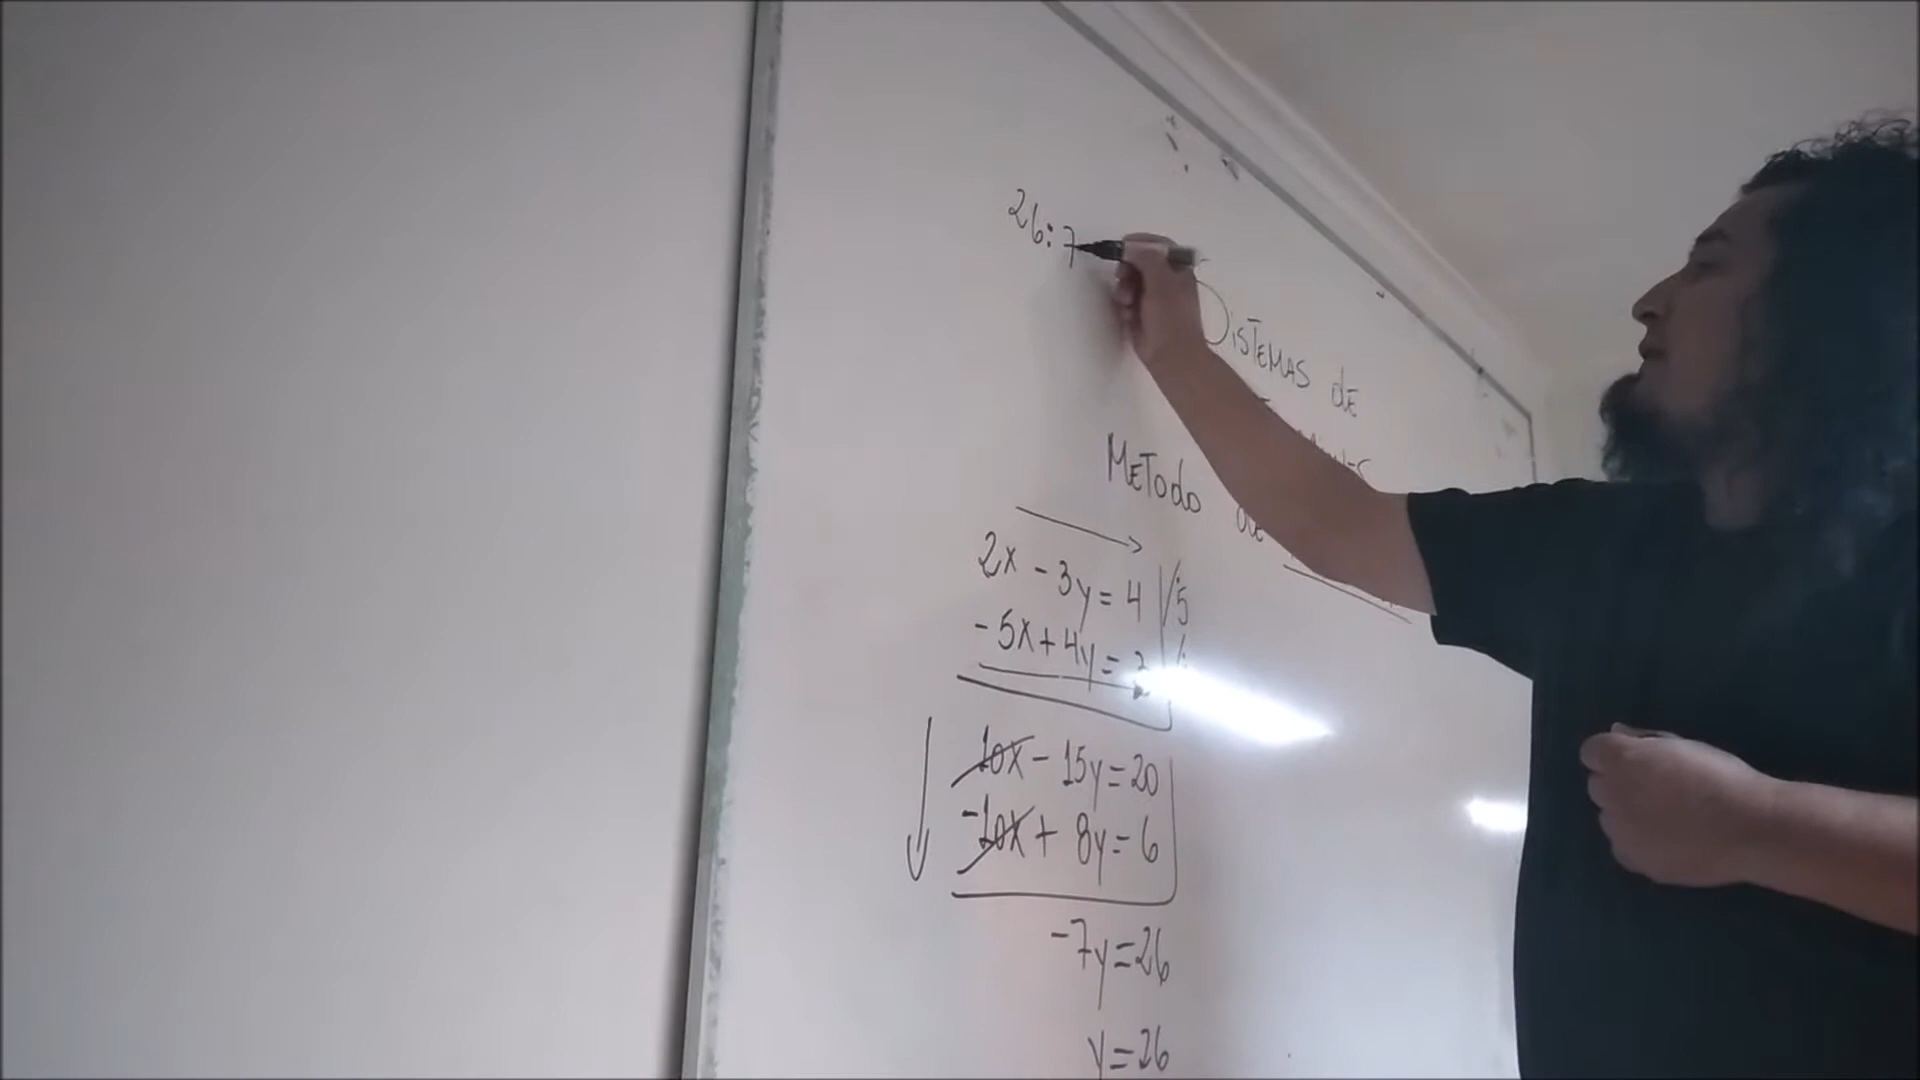 26:7
SISTEMAS dE
METodo dE
2x - 3y = 4 /·5
- 5x + 4y =
10x - 15y = 20
-10x + 8y = 6
-7y = 26
y = 26